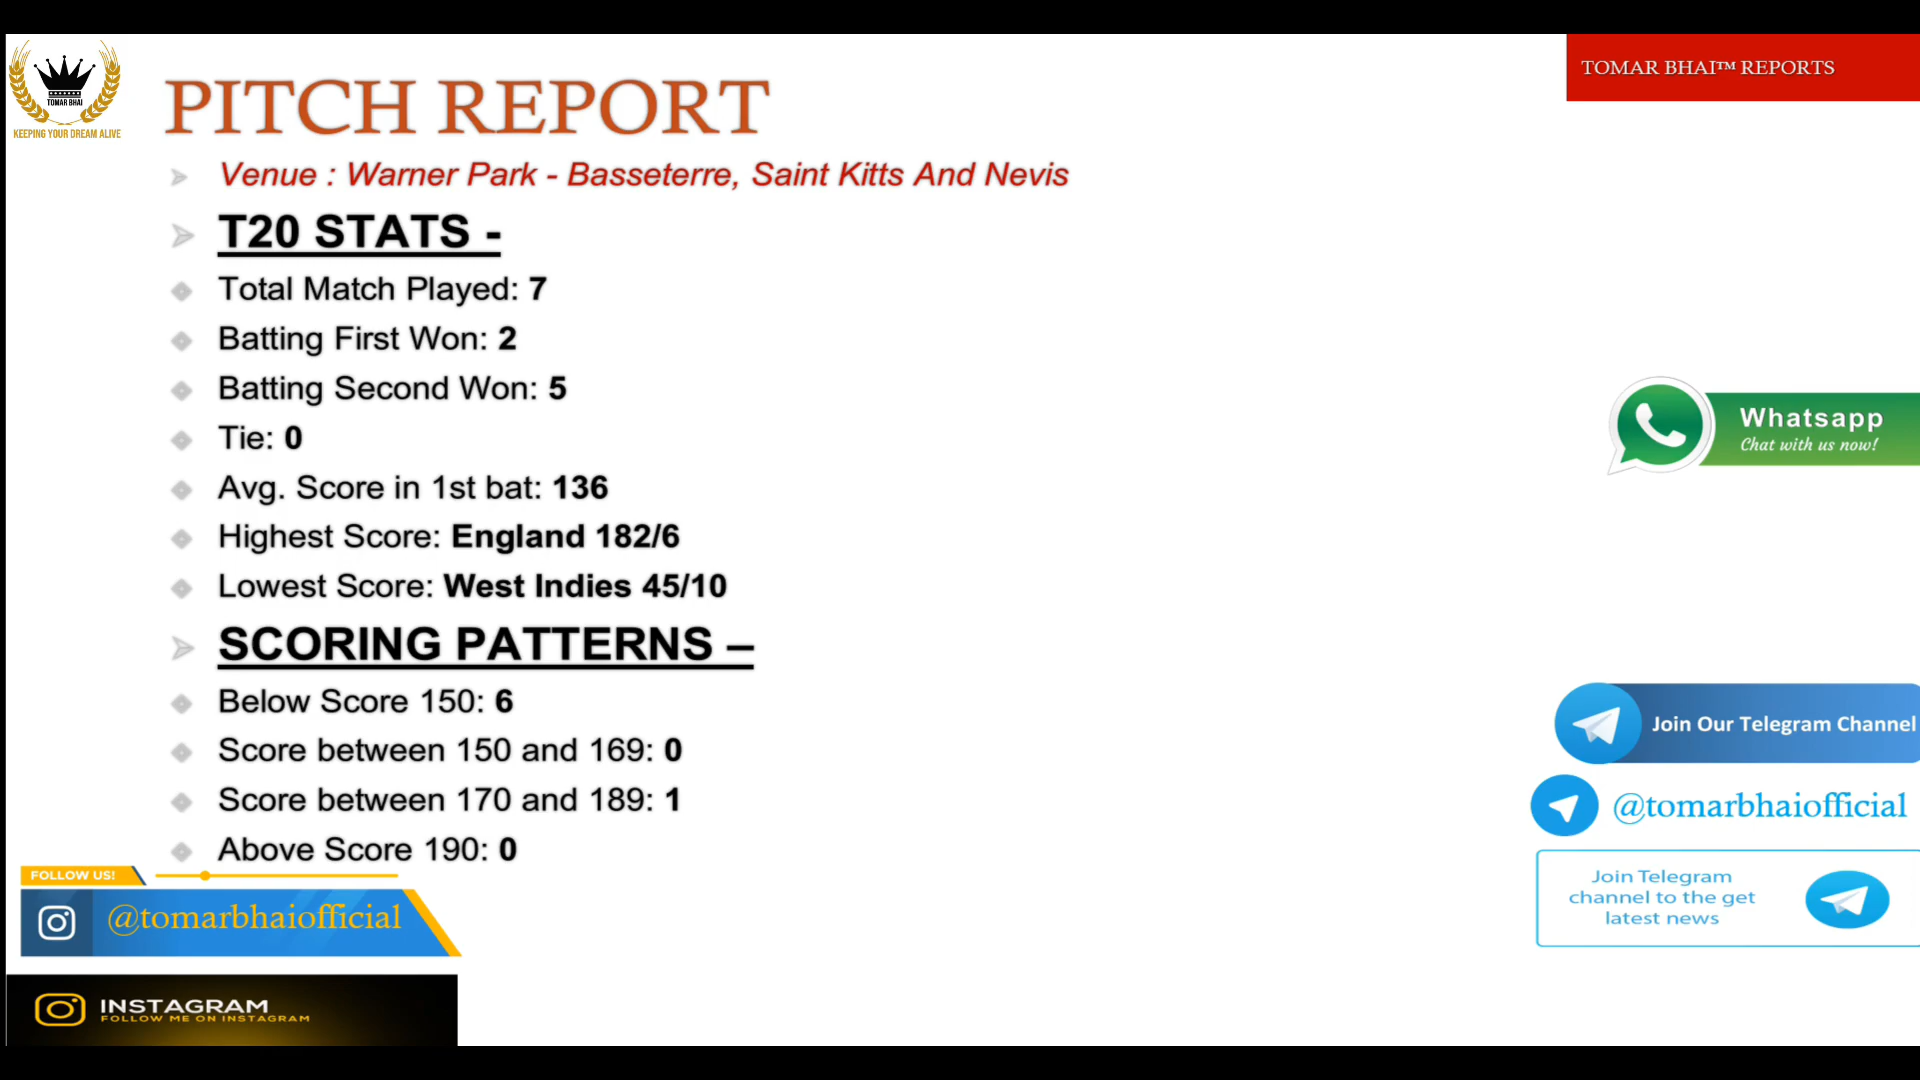 TOMAR BHAI
KEEPING YOUR DREAM ALIVE
PITCH REPORT
TOMAR BHAI™ REPORTS
Venue : Warner Park - Basseterre, Saint Kitts And Nevis
T20 STATS -
Total Match Played: 7
Batting First Won: 2
Batting Second Won: 5
Tie: 0
Avg. Score in 1st bat: 136
Highest Score: England 182/6
Lowest Score: West Indies 45/10
SCORING PATTERNS –
Below Score 150: 6
Score between 150 and 169: 0
Score between 170 and 189: 1
Above Score 190: 0
Whatsapp
Chat with us now!
Join Our Telegram Channel
@tomarbhaiofficial
Join Telegram
channel to the get
latest news
FOLLOW US!
@tomarbhaiofficial
INSTAGRAM
FOLLOW ME ON INSTAGRAM